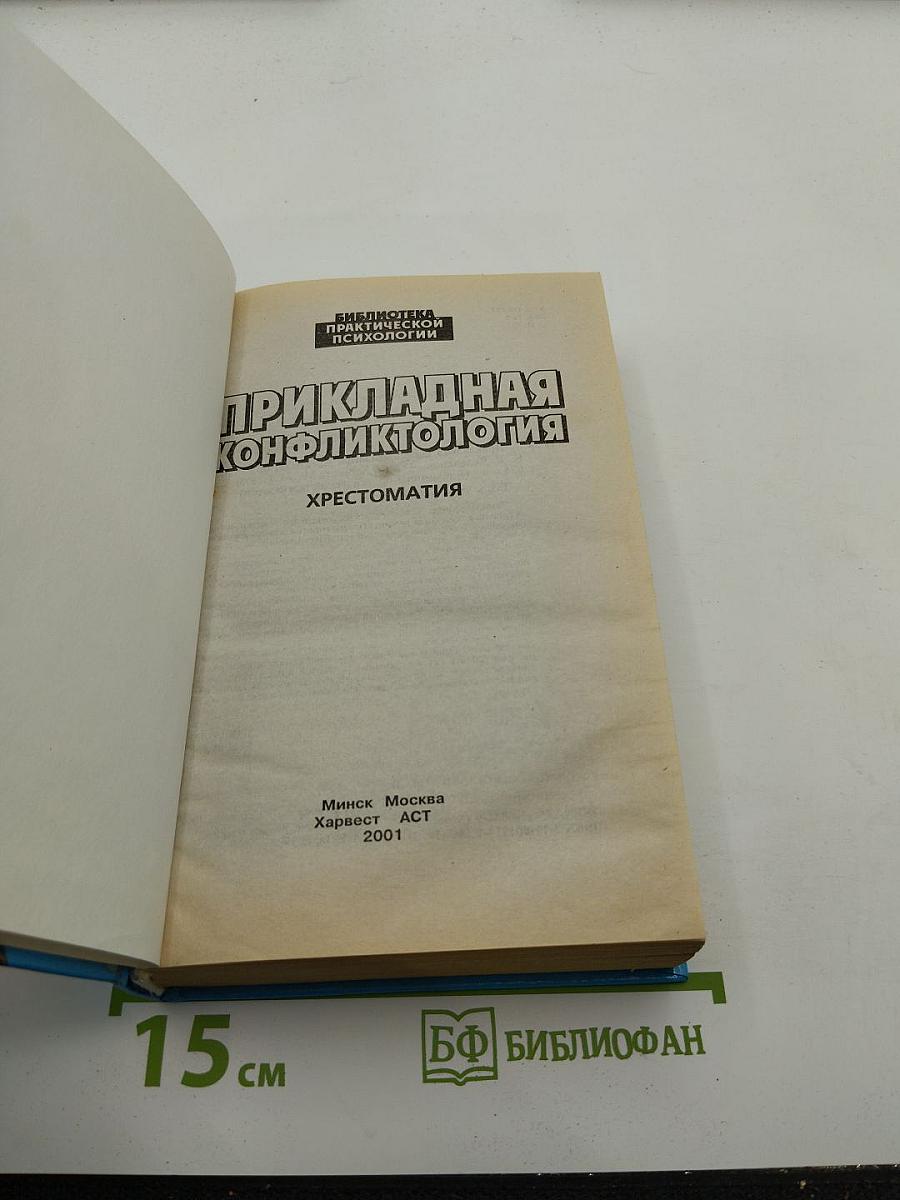 БИБЛИОТЕКА
ПРАКТИЧЕСКОЙ
ПСИХОЛОГИИ
ПРИКЛАДНАЯ
КОНФЛИКТОЛОГИЯ
ХРЕСТОМАТИЯ
Минск Москва
Харвест АСТ
2001
15 см
БФ БИБЛИОФАН